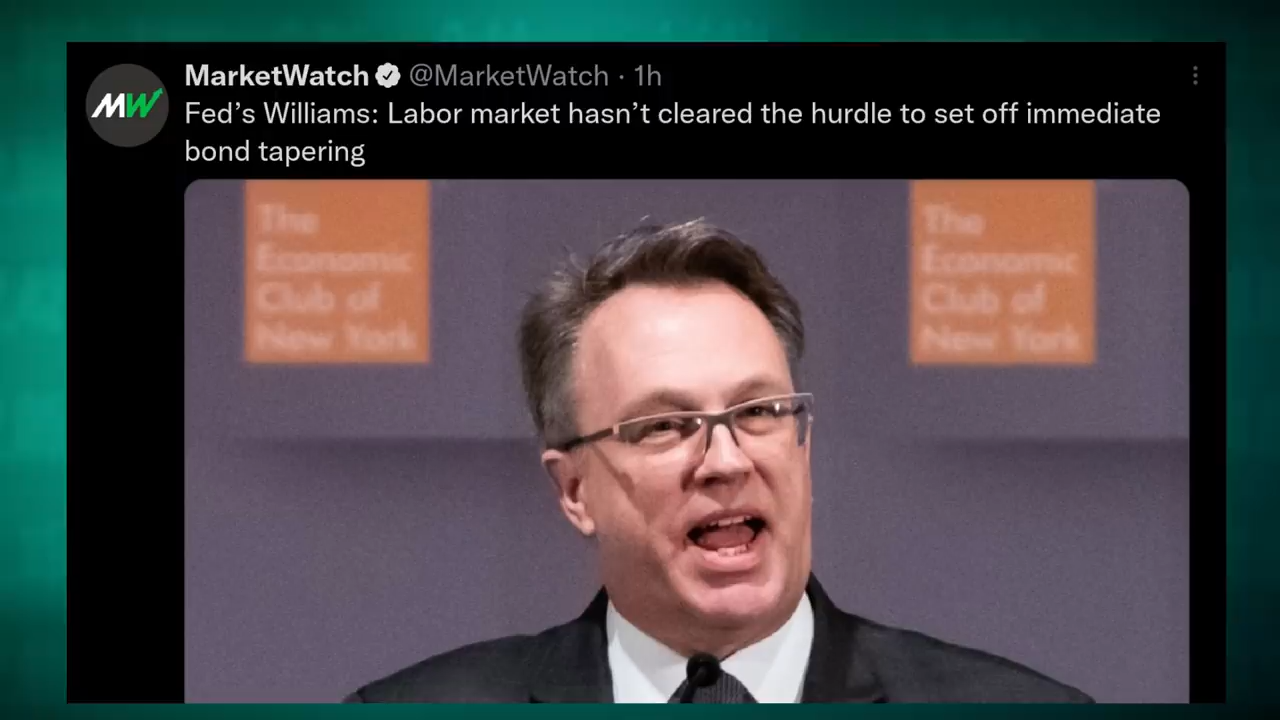 MW
MarketWatch @MarketWatch · 1h
Fed’s Williams: Labor market hasn’t cleared the hurdle to set off immediate
bond tapering
The
Economic
Club of
New York
The
Economic
Club of
New York